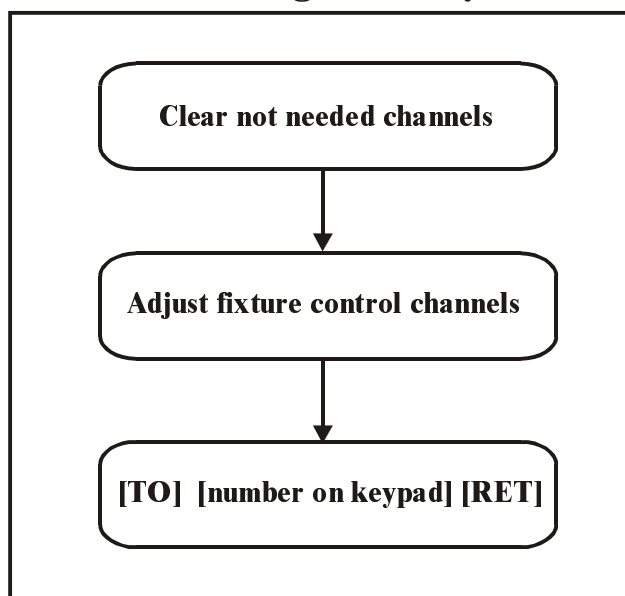 Clear not needed channels
Adjust fixture control channels
[TO] [number on keypad] [RET]